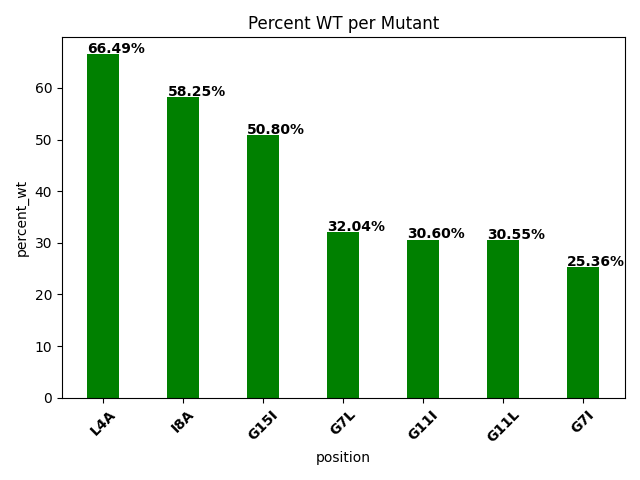 Percent WT per Mutant
66.49%
58.25%
50.80%
32.04%
30.60%
30.55%
25.36%
percent_wt
60
50
40
30
20
10
0
L4A
I8A
G15I
G7L
G11I
G11L
G7I
position